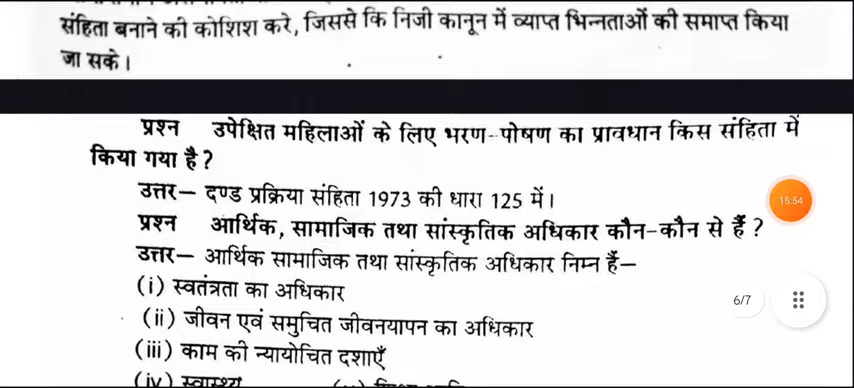 संहिता बनाने की कोशिश करे, जिससे कि निजी कानून में व्याप्त भिन्नताओं की समाप्त किया
जा सके।
प्रश्न उपेक्षित महिलाओं के लिए भरण-पोषण का प्रावधान किस संहिता में
किया गया है?
उत्तर— दण्ड प्रक्रिया संहिता 1973 की धारा 125 में।
15:54
प्रश्न आर्थिक, सामाजिक तथा सांस्कृतिक अधिकार कौन-कौन से हैं ?
उत्तर— आर्थिक सामाजिक तथा सांस्कृतिक अधिकार निम्न हैं—
(i) स्वतंत्रता का अधिकार
6/7
(ii) जीवन एवं समुचित जीवनयापन का अधिकार
(iii) काम की न्यायोचित दशाएँ
(iv) स्वास्थ्य